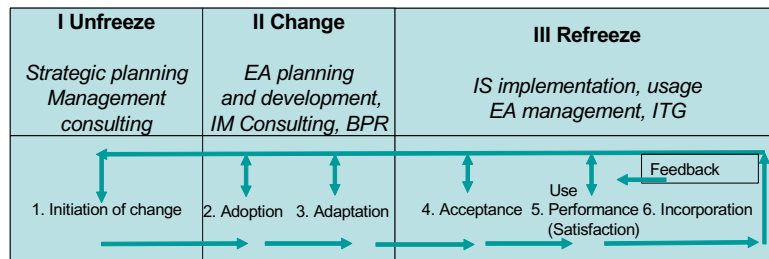 I Unfreeze
Strategic planning
Management
consulting
II Change
EA planning
and development,
IM Consulting, BPR
III Refreeze
IS implementation, usage
EA management, ITG
Feedback
1. Initiation of change
2. Adoption
3. Adaptation
4. Acceptance
Use
5. Performance
(Satisfaction)
6. Incorporation